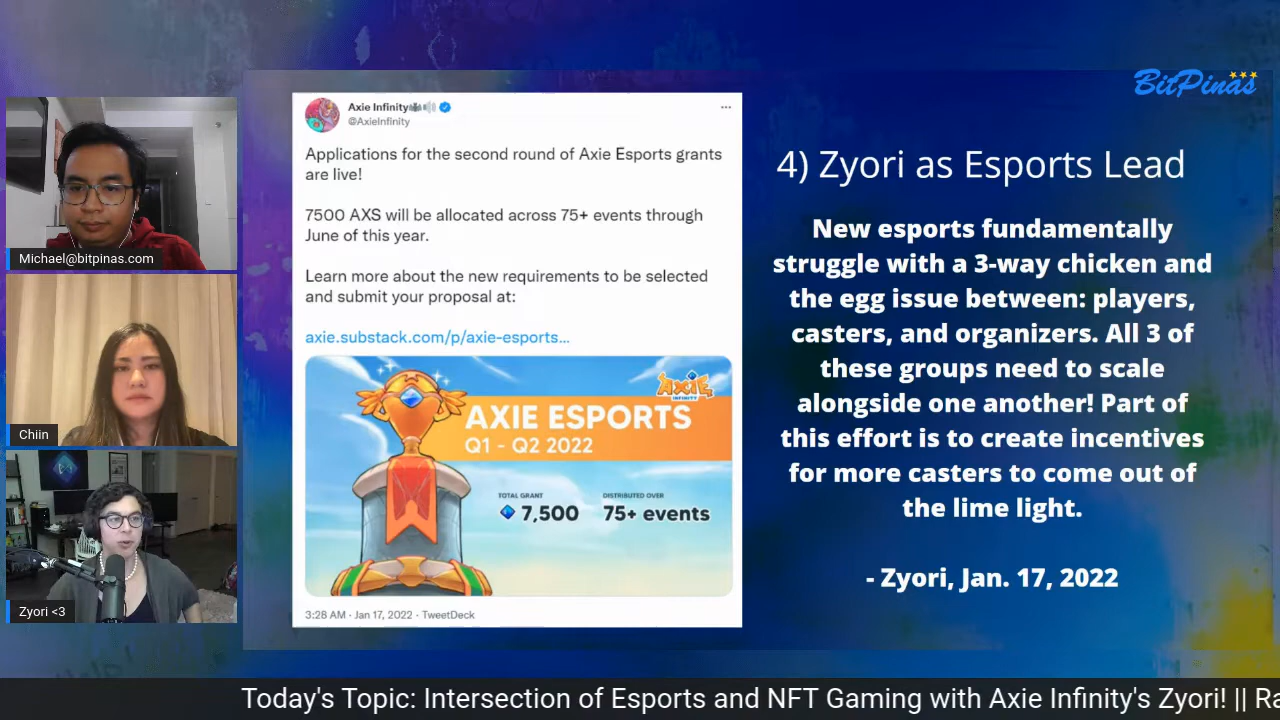 BitPinas
Michael@bitpinas.com
Chiin
Zyori <3
Axie Infinity
@AxieInfinity
Applications for the second round of Axie Esports grants
are live!
7500 AXS will be allocated across 75+ events through
June of this year.
Learn more about the new requirements to be selected
and submit your proposal at:
axie.substack.com/p/axie-esports...
AXIE
INFINITY
AXIE ESPORTS
Q1 - Q2 2022
TOTAL GRANT
7,500
DISTRIBUTED OVER
75+ events
3:28 AM · Jan 17, 2022 · TweetDeck
4) Zyori as Esports Lead
New esports fundamentally
struggle with a 3-way chicken and
the egg issue between: players,
casters, and organizers. All 3 of
these groups need to scale
alongside one another! Part of
this effort is to create incentives
for more casters to come out of
the lime light.
- Zyori, Jan. 17, 2022
Today's Topic: Intersection of Esports and NFT Gaming with Axie Infinity's Zyori! || Ra